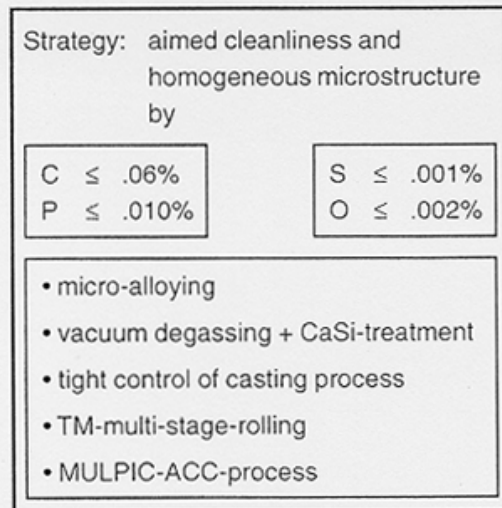 Strategy: aimed cleanliness and
homogeneous microstructure
by
C ≤ .06%
P ≤ .010%
S ≤ .001%
O ≤ .002%
• micro-alloying
• vacuum degassing + CaSi-treatment
• tight control of casting process
• TM-multi-stage-rolling
• MULPIC-ACC-process